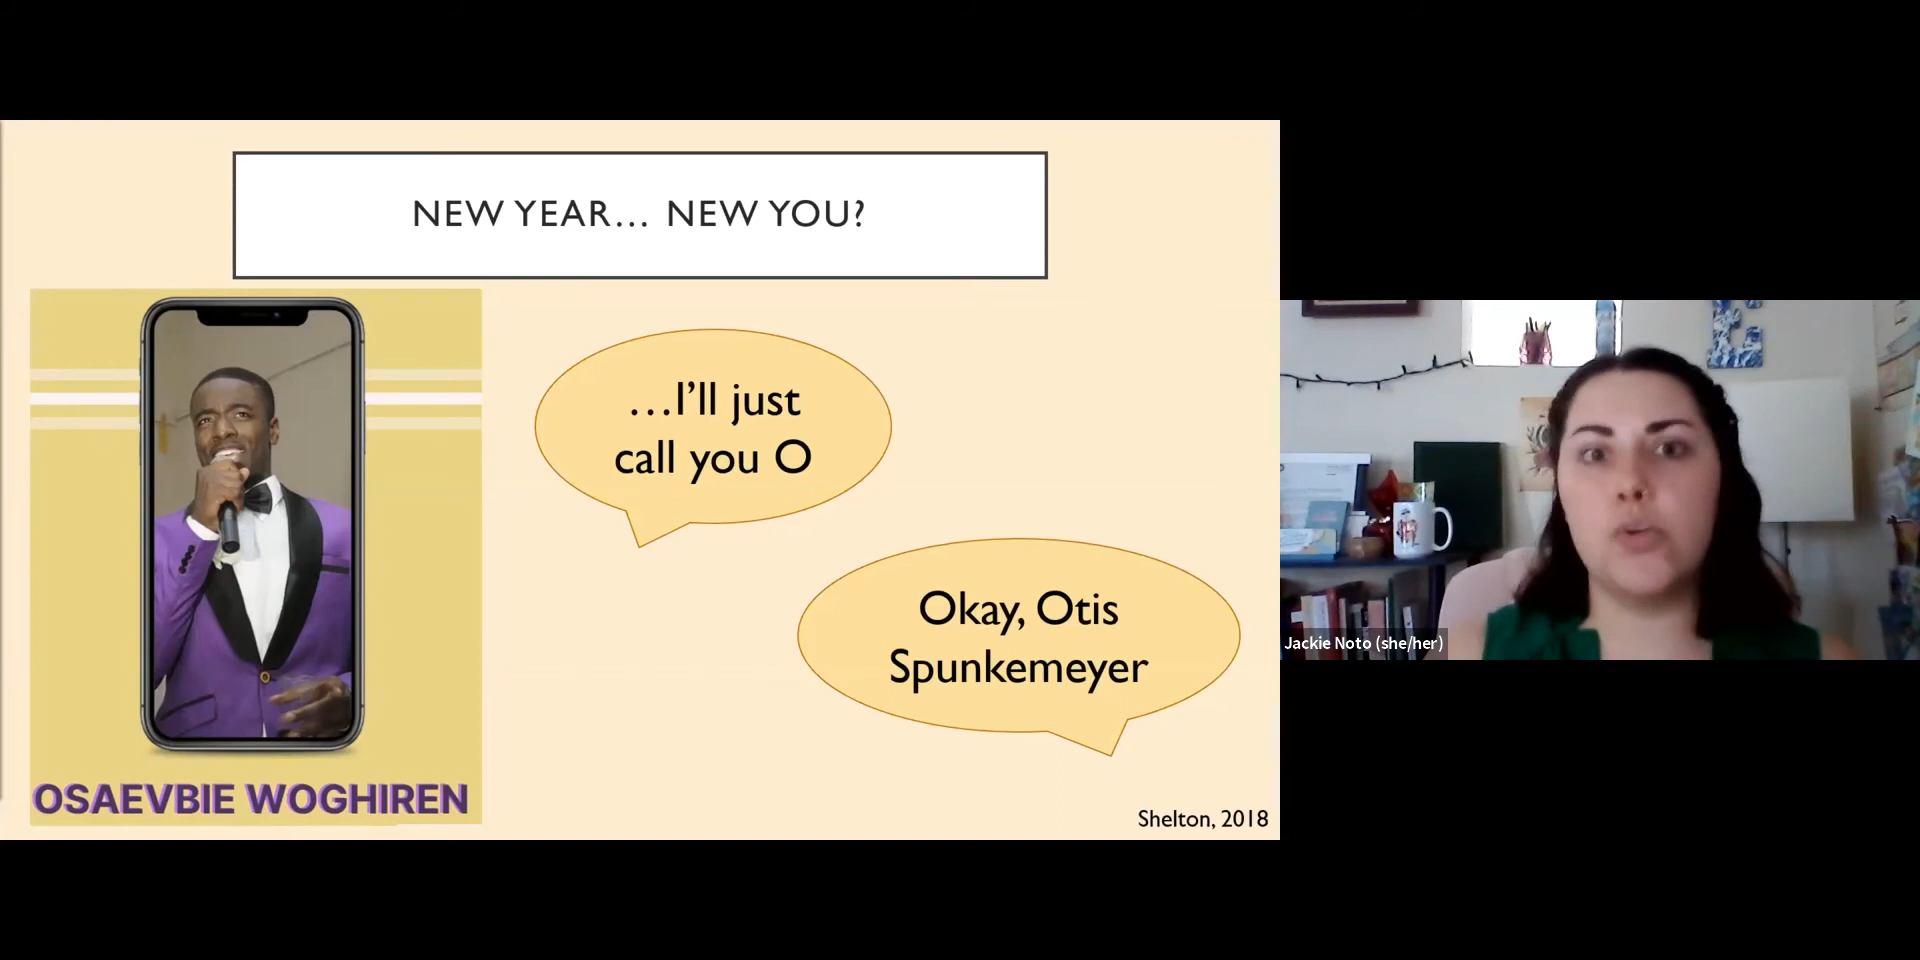 NEW YEAR... NEW YOU?
...I'll just
call you O
Okay, Otis
Spunkemeyer
OSAEVBIE WOGHIREN
Shelton, 2018
Jackie Noto (she/her)